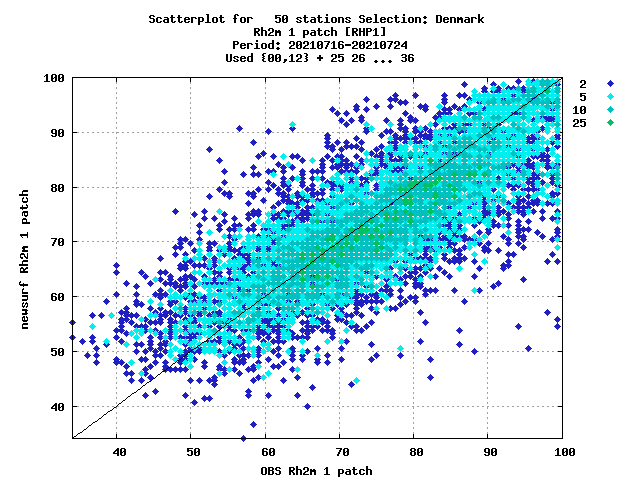 Scatterplot for   50 stations Selection: Denmark
Rh2m 1 patch [RHP1]
Period: 20210716-20210724
Used {00,12} + 25 26 ... 36
2
5
10
25
newsurf Rh2m 1 patch
100
90
80
70
60
50
40
40 50 60 70 80 90 100
OBS Rh2m 1 patch